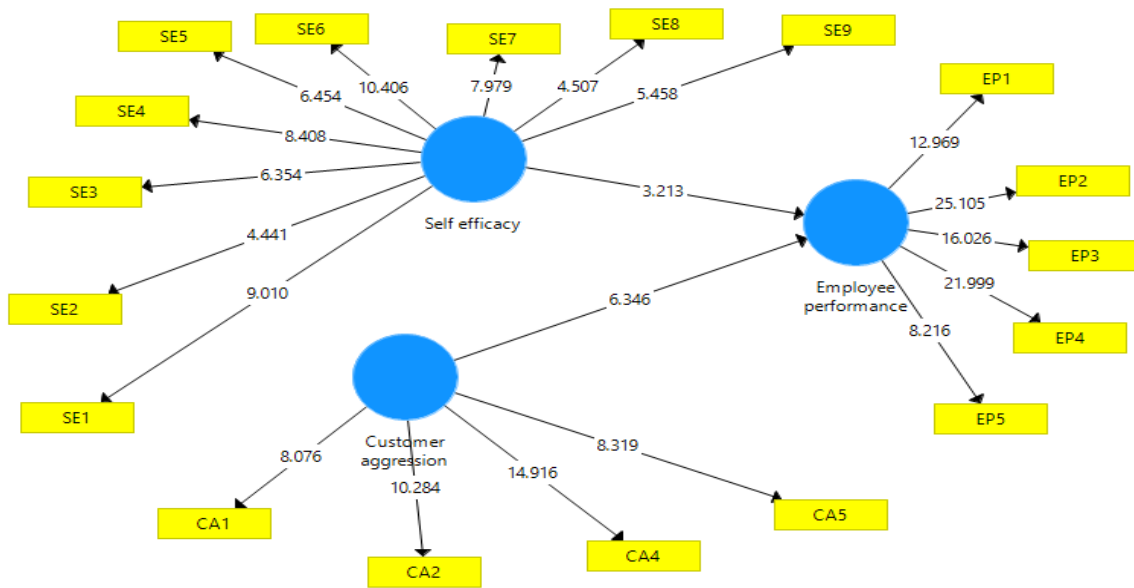 SE5
SE6
SE7
SE8
SE9
EP1
SE4
6.454
10.406
7.979
4.507
5.458
8.408
12.969
SE3
6.354
3.213
EP2
25.105
Self efficacy
4.441
16.026
EP3
9.010
Employee
performance
21.999
SE2
6.346
8.216
EP4
SE1
EP5
Customer
aggression
8.076
10.284
14.916
8.319
CA1
CA2
CA4
CA5